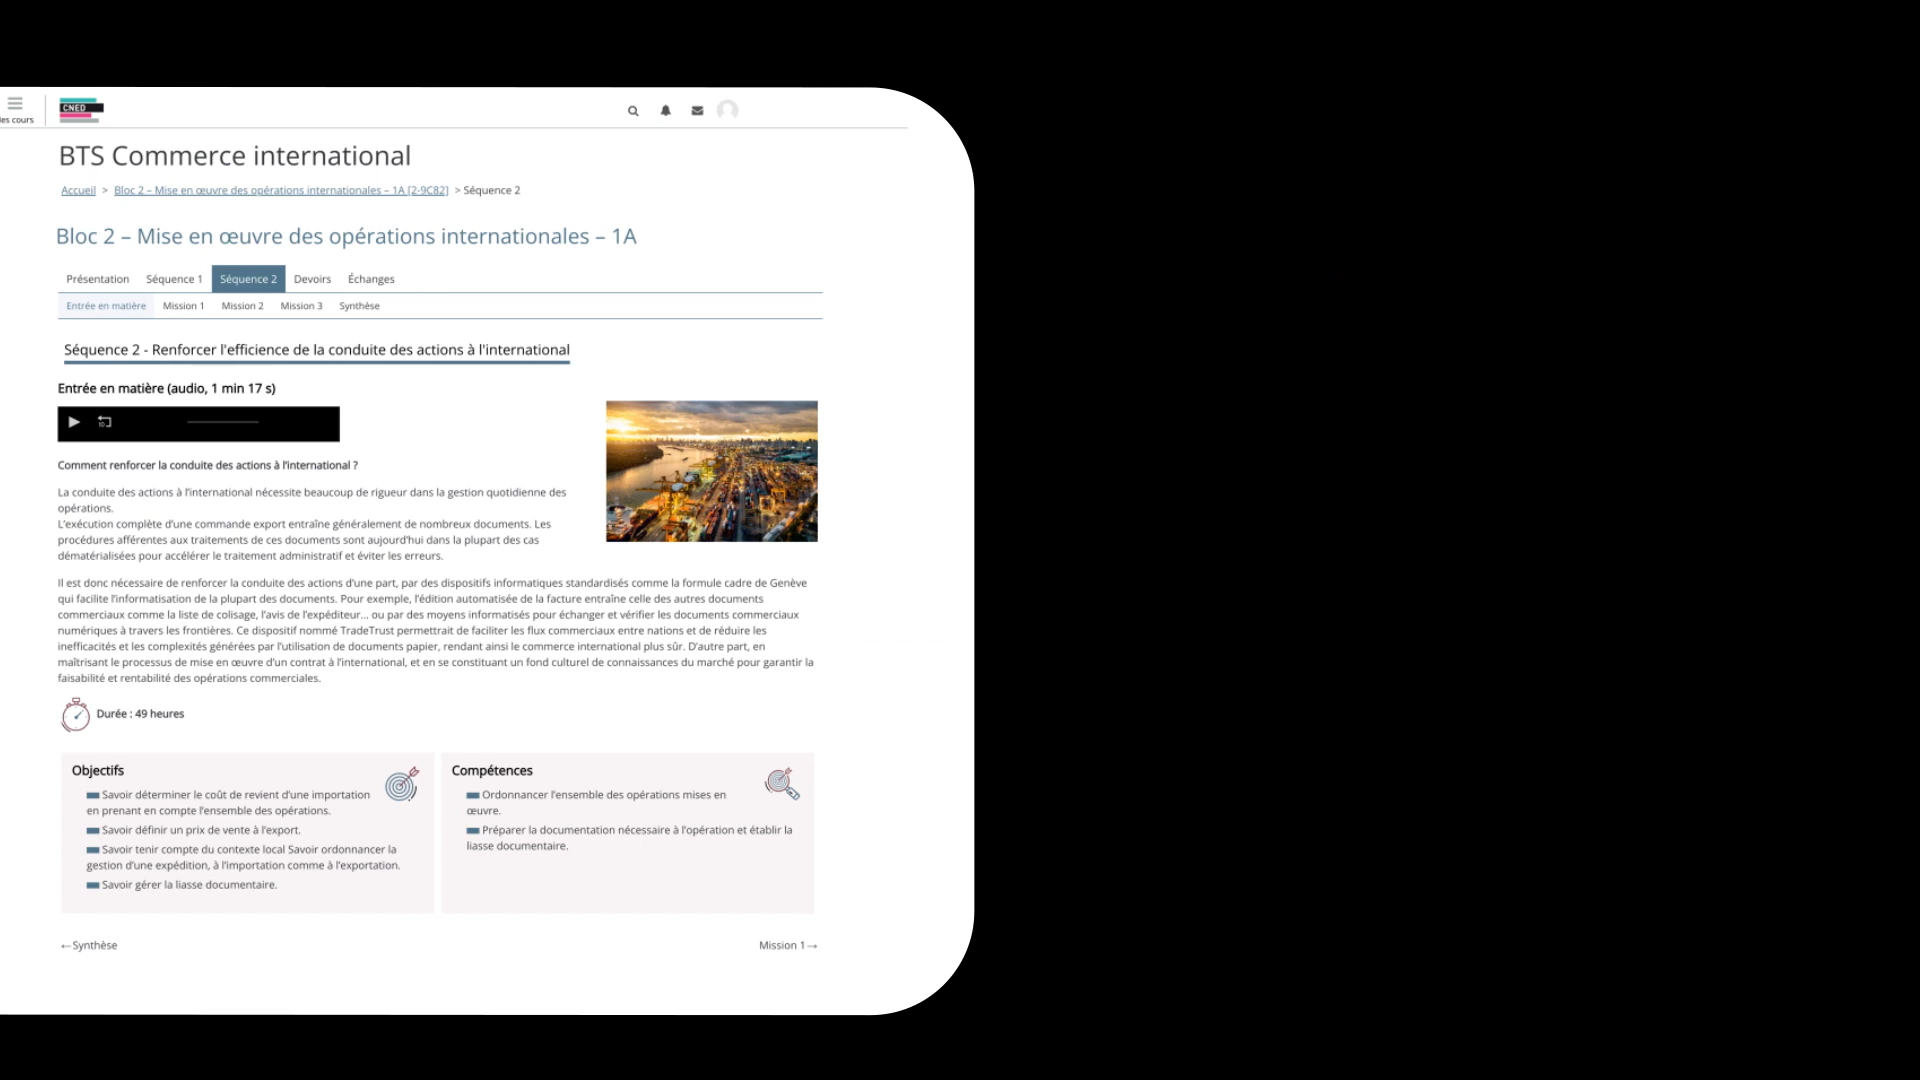 les cours
CNED
BTS Commerce international
Accueil > Bloc 2 – Mise en œuvre des opérations internationales – 1A [2-9C82] > Séquence 2
Bloc 2 – Mise en œuvre des opérations internationales – 1A
Présentation Séquence 1 Séquence 2 Devoirs Échanges
Entrée en matière Mission 1 Mission 2 Mission 3 Synthèse
Séquence 2 - Renforcer l'efficience de la conduite des actions à l'international
Entrée en matière (audio, 1 min 17 s)
10
Comment renforcer la conduite des actions à l’international ?
La conduite des actions à l’international nécessite beaucoup de rigueur dans la gestion quotidienne des
opérations.
L’exécution complète d’une commande export entraîne généralement de nombreux documents. Les
procédures afférentes aux traitements de ces documents sont aujourd’hui dans la plupart des cas
dématérialisées pour accélérer le traitement administratif et éviter les erreurs.
Il est donc nécessaire de renforcer la conduite des actions d’une part, par des dispositifs informatiques standardisés comme la formule cadre de Genève
qui facilite l’informatisation de la plupart des documents. Pour exemple, l’édition automatisée de la facture entraîne celle des autres documents
commerciaux comme la liste de colisage, l’avis de l’expéditeur… ou par des moyens informatisés pour échanger et vérifier les documents commerciaux
numériques à travers les frontières. Ce dispositif nommé TradeTrust permettrait de faciliter les flux commerciaux entre nations et de réduire les
inefficacités et les complexités générées par l’utilisation de documents papier, rendant ainsi le commerce international plus sûr. D’autre part, en
maîtrisant le processus de mise en œuvre d’un contrat à l’international, et en se constituant un fond culturel de connaissances du marché pour garantir la
faisabilité et rentabilité des opérations commerciales.
Durée : 49 heures
Objectifs
Savoir déterminer le coût de revient d’une importation
en prenant en compte l’ensemble des opérations.
Savoir définir un prix de vente à l’export.
Savoir tenir compte du contexte local Savoir ordonnancer la
gestion d’une expédition, à l’importation comme à l’exportation.
Savoir gérer la liasse documentaire.
Compétences
Ordonnancer l’ensemble des opérations mises en
œuvre.
Préparer la documentation nécessaire à l’opération et établir la
liasse documentaire.
←Synthèse
Mission 1→